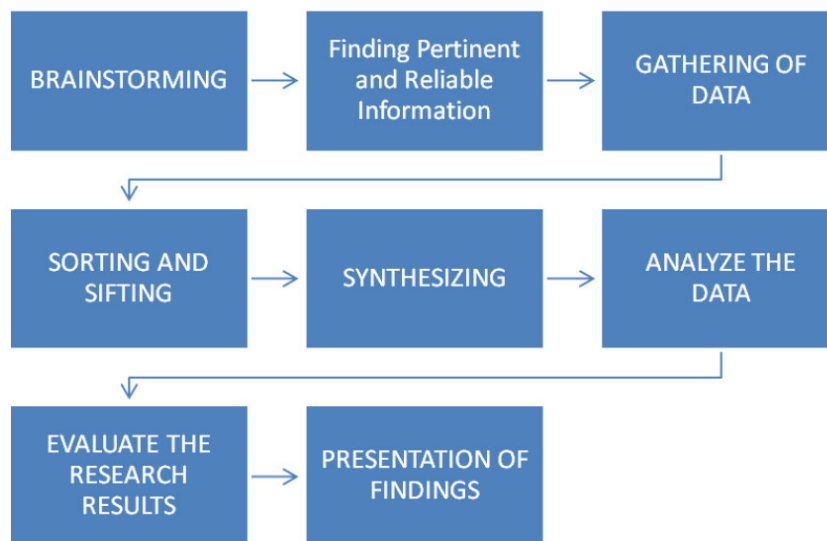 BRAINSTORMING
Finding Pertinent
and Reliable
Information
GATHERING OF
DATA
SORTING AND
SIFTING
SYNTHESIZING
ANALYZE THE
DATA
EVALUATE THE
RESEARCH
RESULTS
PRESENTATION OF
FINDINGS